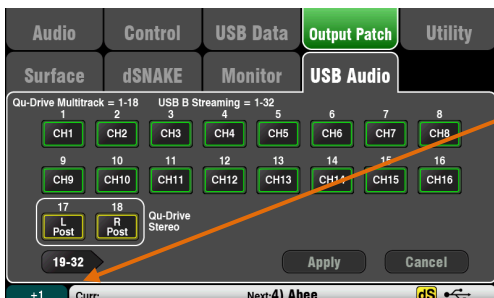 Audio Control USB Data Output Patch Utility
Surface dSNAKE Monitor USB Audio
Qu-Drive Multitrack = 1-18 USB B Streaming = 1-32
1 2 3 4 5 6 7 8
CH1 CH2 CH3 CH4 CH5 CH6 CH7 CH8
9 10 11 12 13 14 15 16
CH9 CH10 CH11 CH12 CH13 CH14 CH15 CH16
17 18
L Post R Post Qu-Drive Stereo
19-32 Apply Cancel
+1 Curr: Next:4) Abee dS